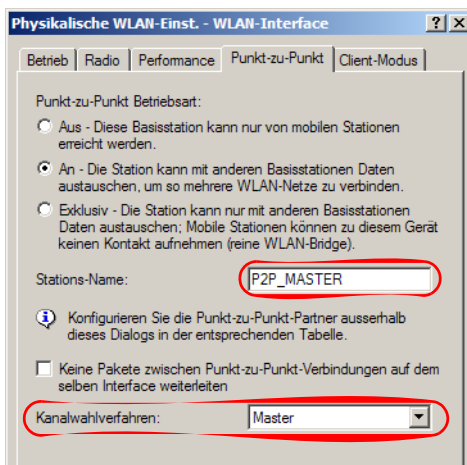 Physikalische WLAN-Einst. - WLAN-Interface
Betrieb Radio Performance Punkt-zu-Punkt Client-Modus
Punkt-zu-Punkt Betriebsart:
Aus - Diese Basisstation kann nur von mobilen Stationen
erreicht werden.
An - Die Station kann mit anderen Basisstationen Daten
austauschen, um so mehrere WLAN-Netze zu verbinden.
Exklusiv - Die Station kann nur mit anderen Basisstationen
Daten austauschen; Mobile Stationen können zu diesem Gerät
keinen Kontakt aufnehmen (reine WLAN-Bridge).
Stations-Name: P2P_MASTER
Konfigurieren Sie die Punkt-zu-Punkt-Partner ausserhalb
dieses Dialogs in der entsprechenden Tabelle.
Keine Pakete zwischen Punkt-zu-Punkt-Verbindungen auf dem
selben Interface weiterleiten
Kanalwahlverfahren: Master